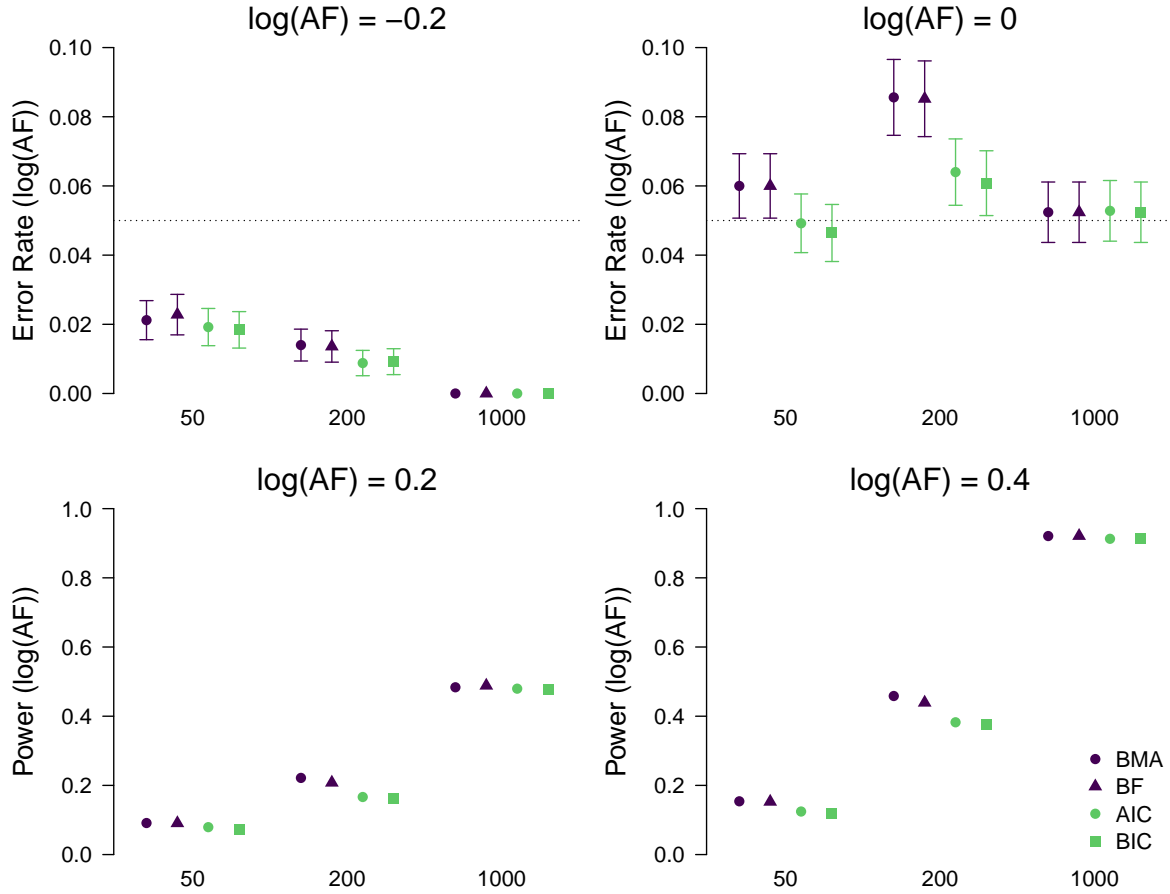 log(AF) = −0.2
Error Rate (log(AF))
0.10
0.08
0.06
0.04
0.02
0.00
50 200 1000
log(AF) = 0
Error Rate (log(AF))
0.10
0.08
0.06
0.04
0.02
0.00
50 200 1000
log(AF) = 0.2
Power (log(AF))
1.0
0.8
0.6
0.4
0.2
0.0
50 200 1000
log(AF) = 0.4
Power (log(AF))
1.0
0.8
0.6
0.4
0.2
0.0
50 200 1000
BMA
BF
AIC
BIC